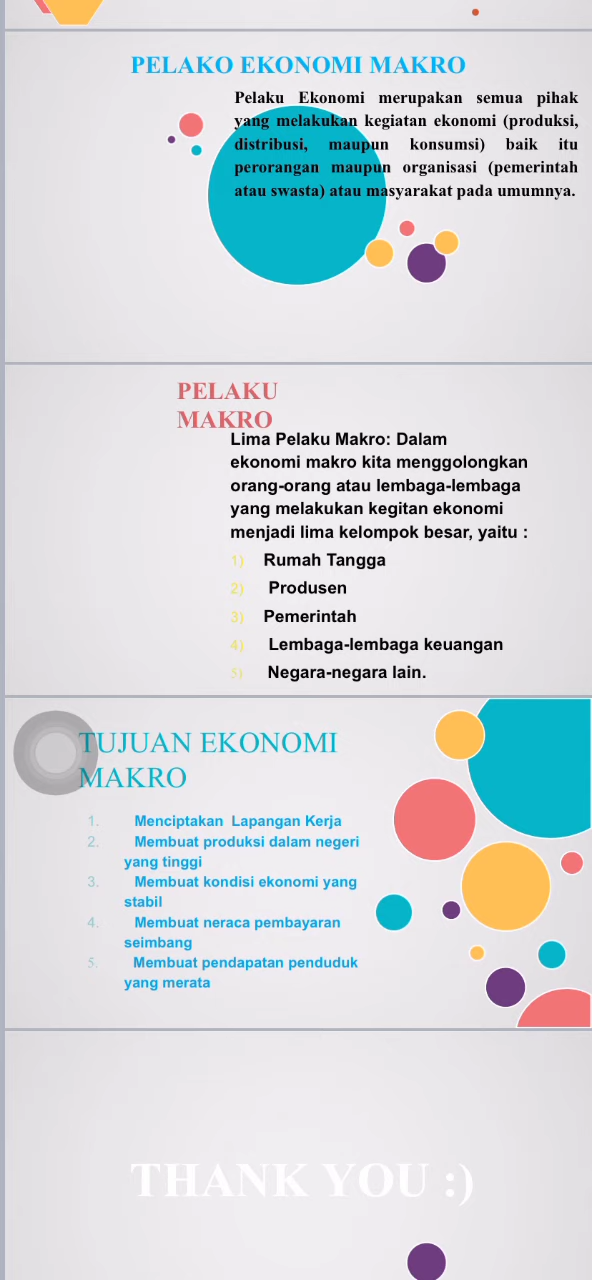 PELAKO EKONOMI MAKRO
Pelaku Ekonomi merupakan semua pihak
yang melakukan kegiatan ekonomi (produksi,
distribusi, maupun konsumsi) baik itu
perorangan maupun organisasi (pemerintah
atau swasta) atau masyarakat pada umumnya.
PELAKU
MAKRO
Lima Pelaku Makro: Dalam
ekonomi makro kita menggolongkan
orang-orang atau lembaga-lembaga
yang melakukan kegitan ekonomi
menjadi lima kelompok besar, yaitu :
1) Rumah Tangga
2) Produsen
3) Pemerintah
4) Lembaga-lembaga keuangan
5) Negara-negara lain.
TUJUAN EKONOMI
MAKRO
1. Menciptakan Lapangan Kerja
2. Membuat produksi dalam negeri
yang tinggi
3. Membuat kondisi ekonomi yang
stabil
4. Membuat neraca pembayaran
seimbang
5. Membuat pendapatan penduduk
yang merata
THANK YOU :)